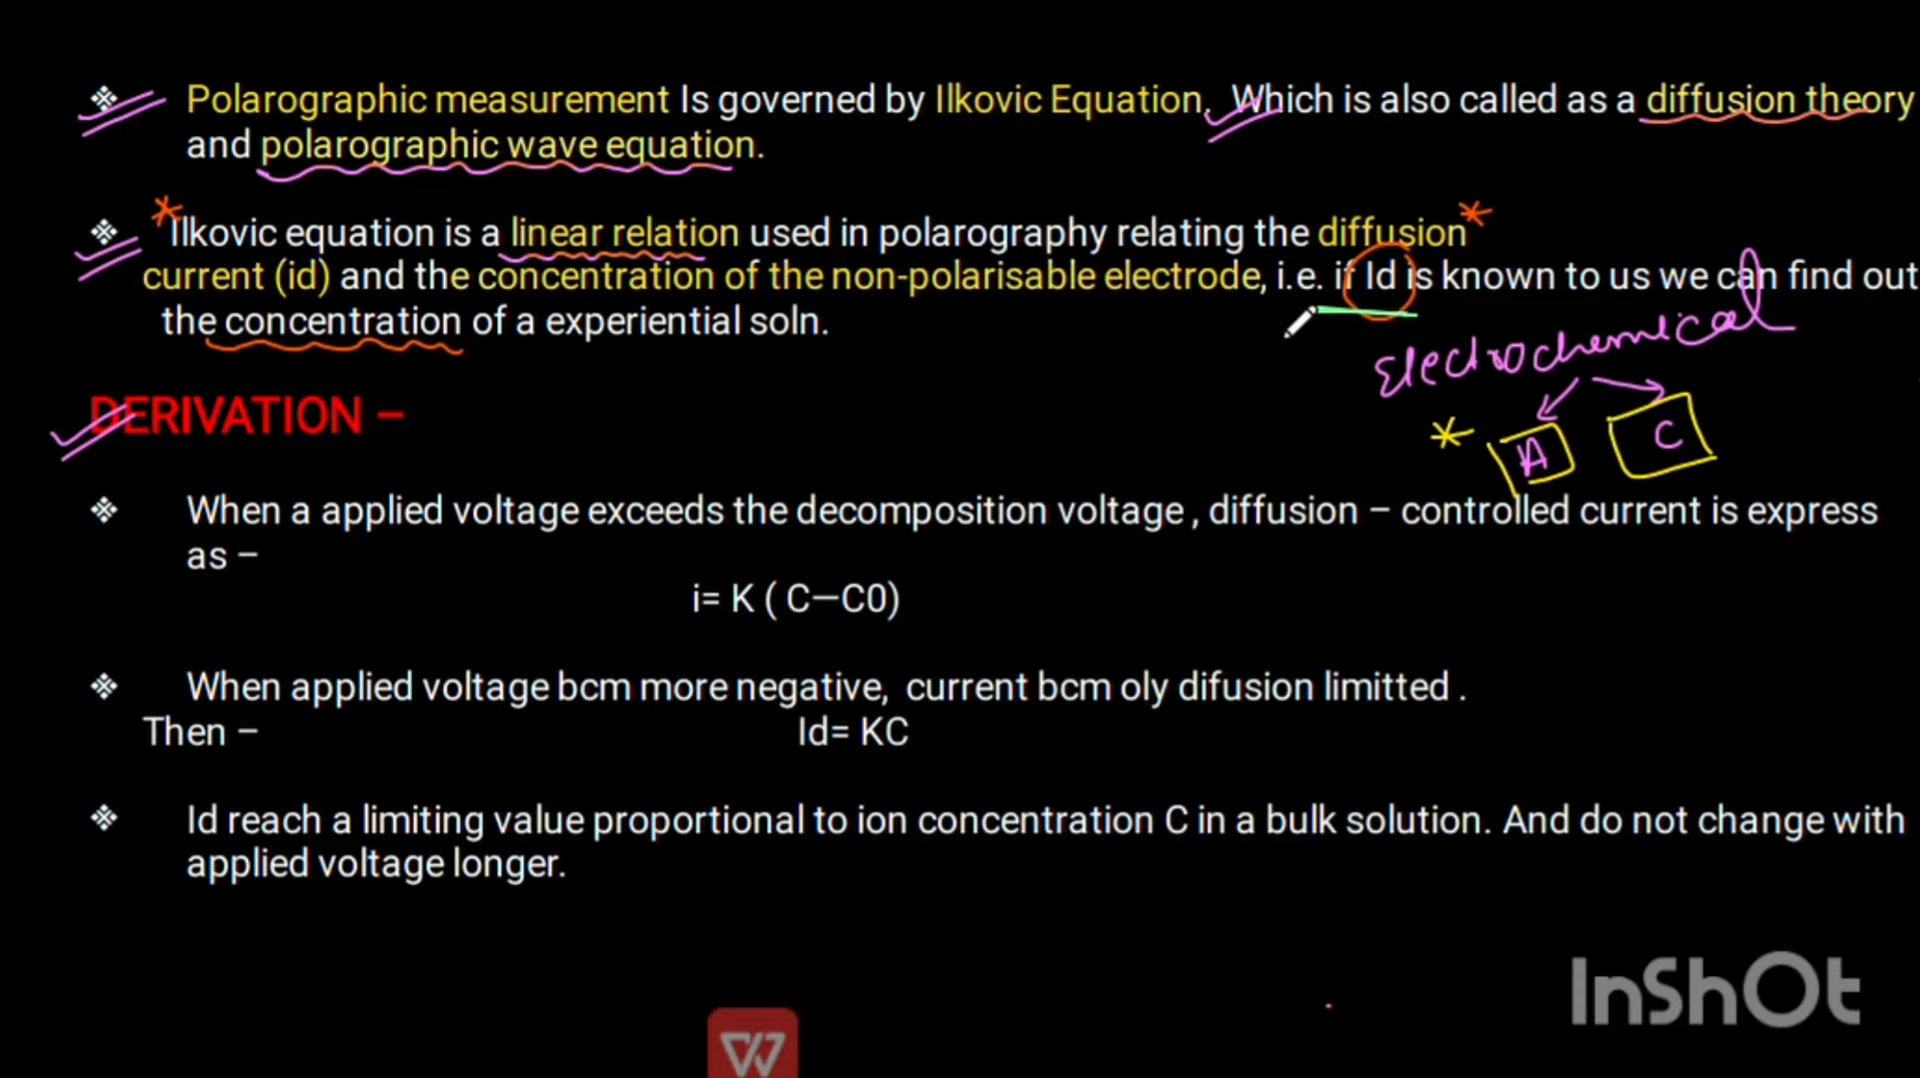 Polarographic measurement Is governed by Ilkovic Equation. Which is also called as a diffusion theory
and polarographic wave equation.
Ilkovic equation is a linear relation used in polarography relating the diffusion
current (id) and the concentration of the non-polarisable electrode, i.e. if Id is known to us we can find out
the concentration of a experiential soln.
Electrochemical
A C
DERIVATION –
When a applied voltage exceeds the decomposition voltage , diffusion – controlled current is express
as –
i= K ( C—C0)
When applied voltage bcm more negative, current bcm oly difusion limitted .
Then – Id= KC
Id reach a limiting value proportional to ion concentration C in a bulk solution. And do not change with
applied voltage longer.
InShOt
W